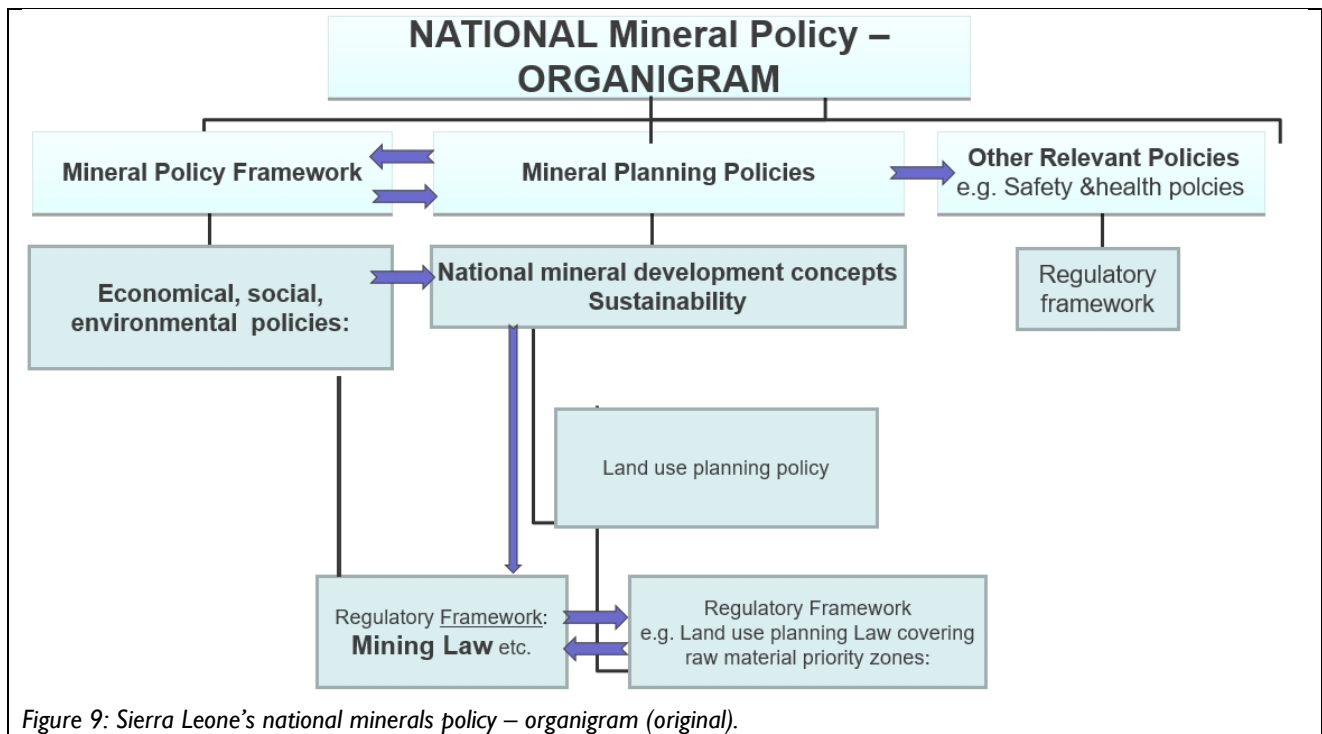 NATIONAL Mineral Policy –
ORGANIGRAM
Mineral Policy Framework
Mineral Planning Policies
Other Relevant Policies
e.g. Safety &health polcies
Economical, social,
environmental policies:
National mineral development concepts
Sustainability
Regulatory
framework
Land use planning policy
Regulatory Framework:
Mining Law etc.
Regulatory Framework
e.g. Land use planning Law covering
raw material priority zones:
Figure 9: Sierra Leone’s national minerals policy – organigram (original).